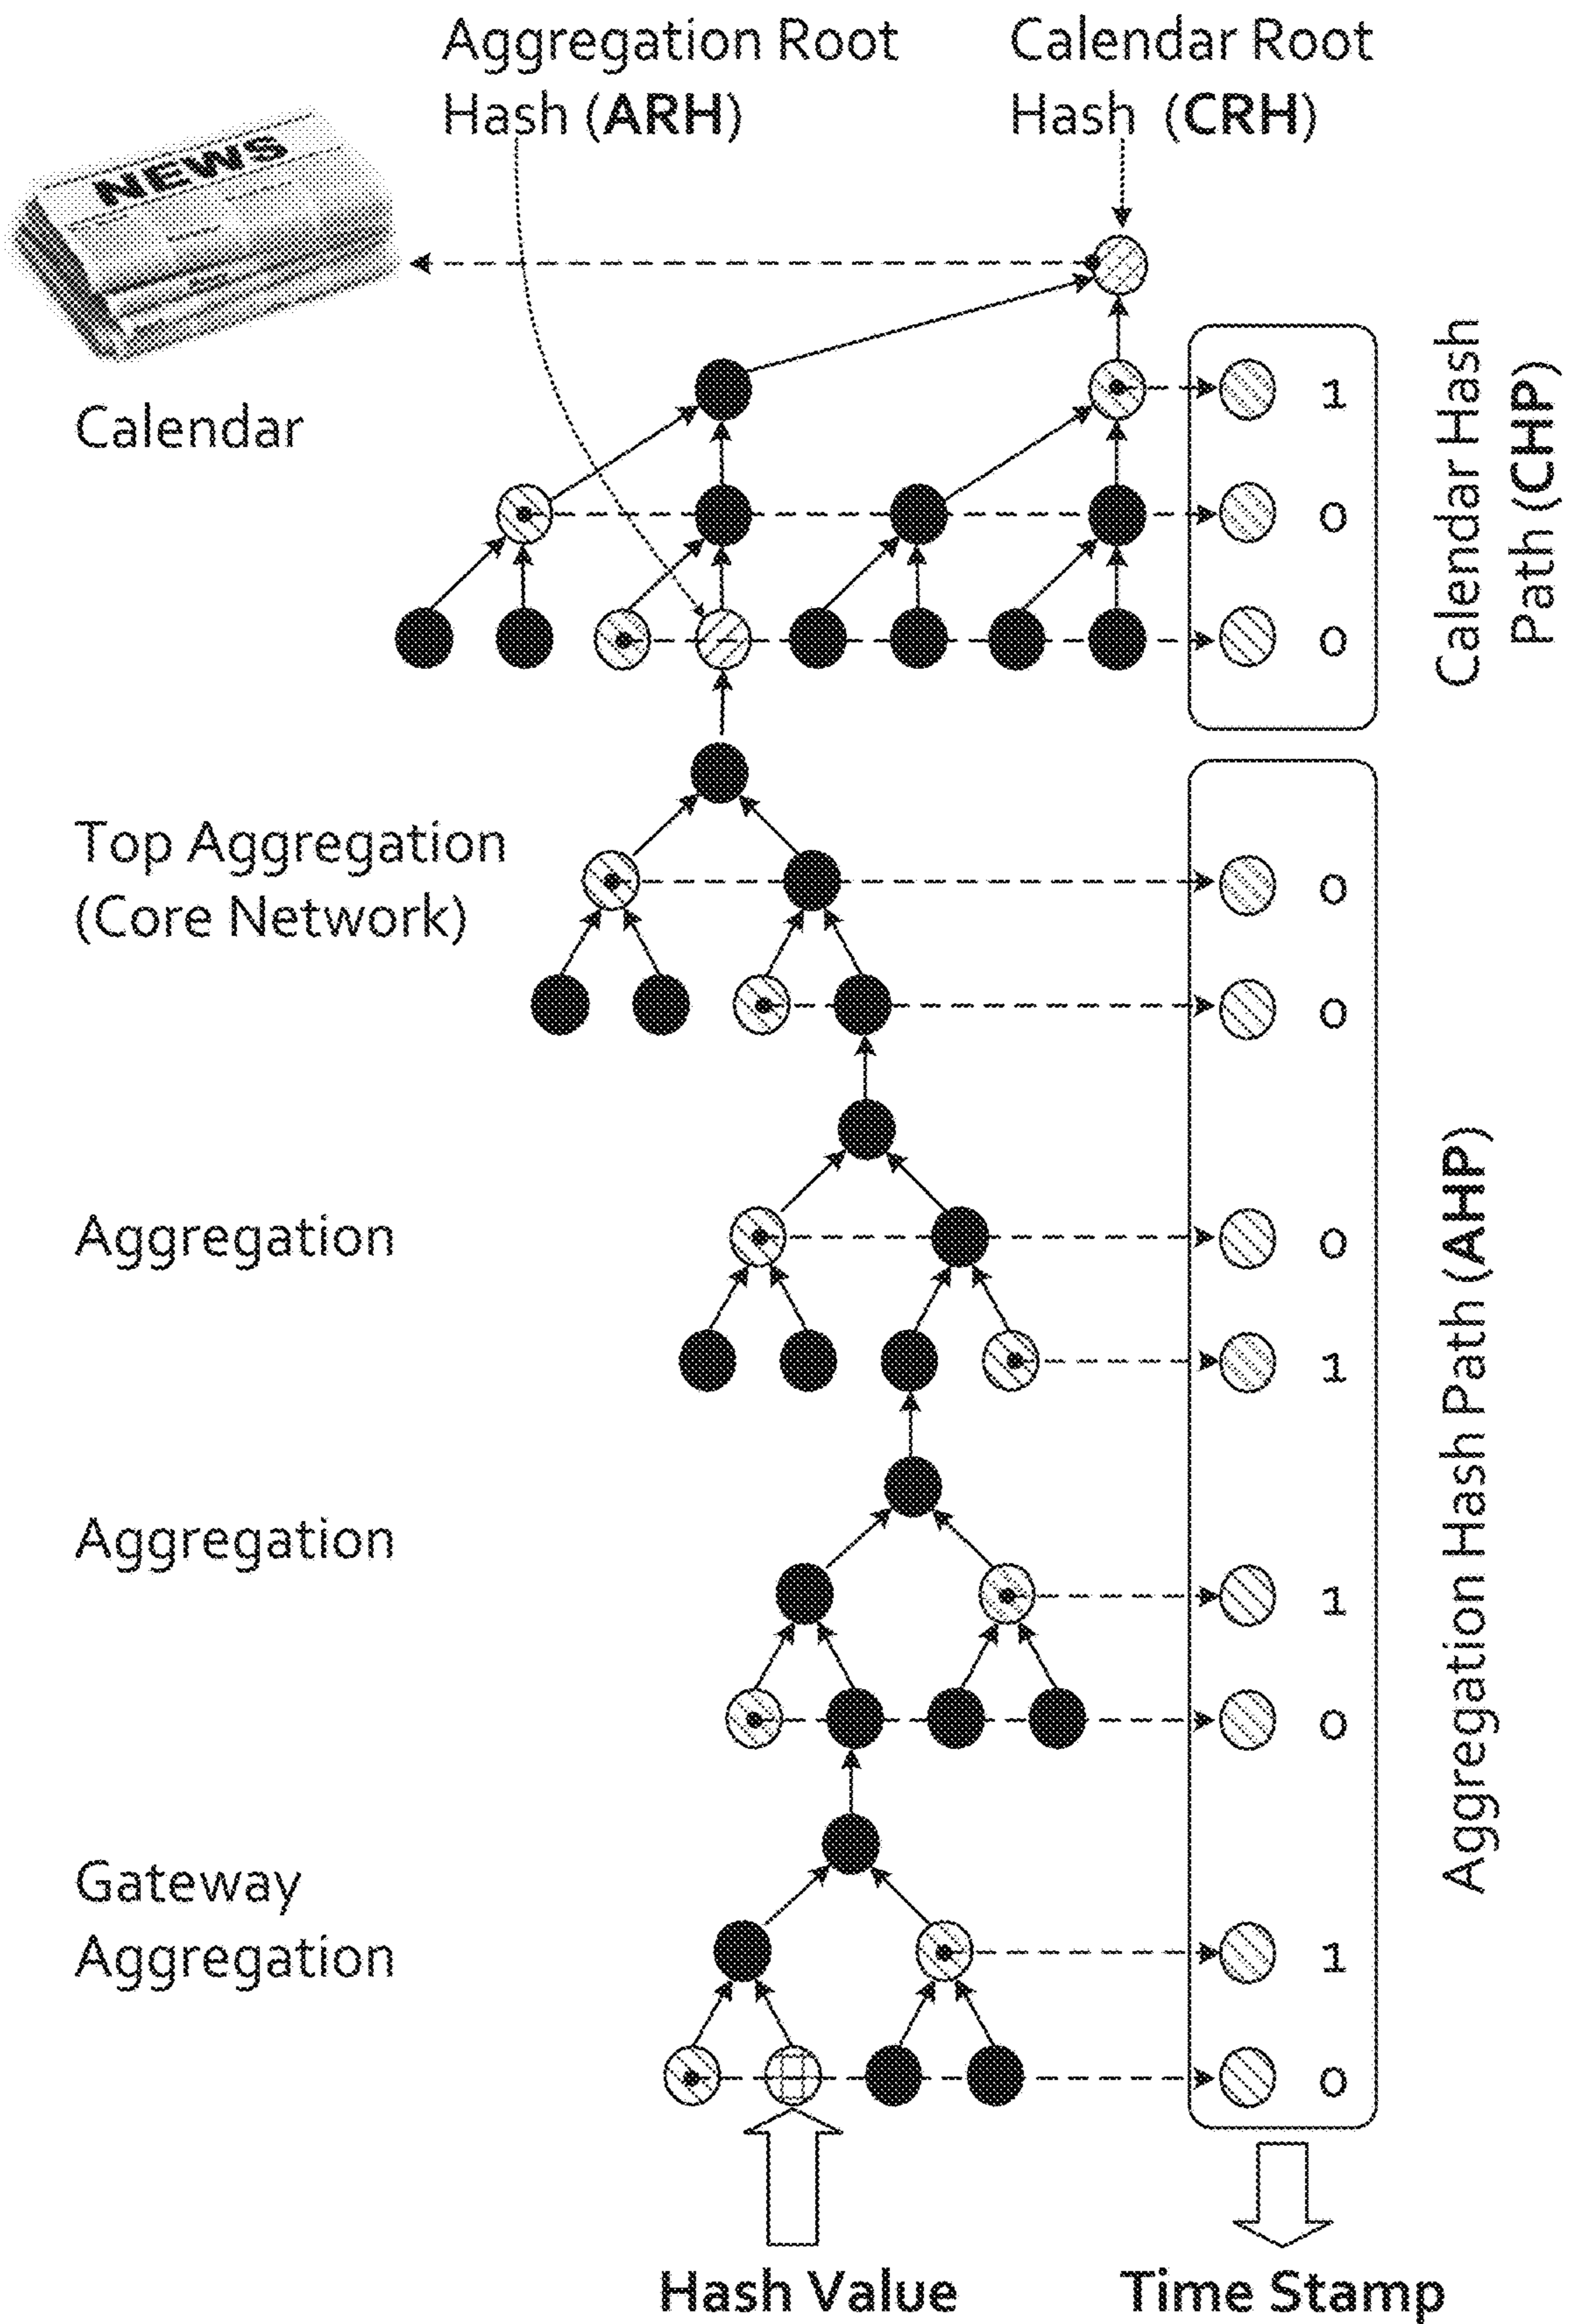 Aggregation Root
Hash (ARH)
Calendar Root
Hash (CRH)
NEWS
Calendar
1
0
0
Calendar Hash
Path (CHP)
Top Aggregation
(Core Network)
0
0
Aggregation
0
1
Aggregation
1
0
Gateway
Aggregation
1
0
Aggregation Hash Path (AHP)
Hash Value
Time Stamp